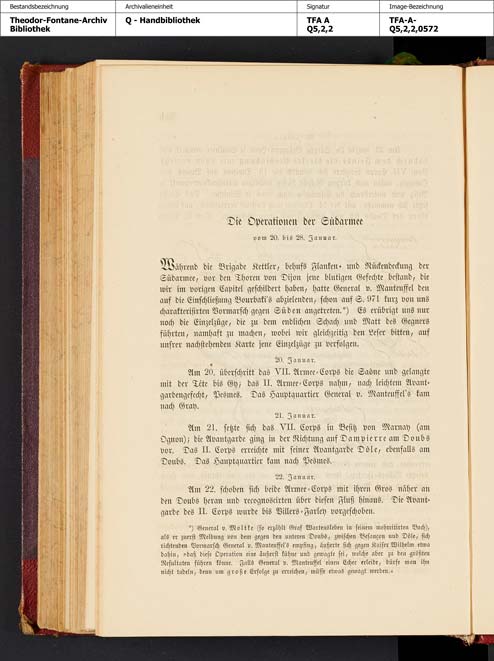 Bestandsbezeichnung
Archivalieneinheit
Signatur
Image-Bezeichnung
Theodor-Fontane-Archiv
Bibliothek
Q - Handbibliothek
TFA A
Q5,2,2
TFA-A-
Q5,2,2,0572
Die Operationen der Südarmee
vom 20. bis 28. Januar.
Während die Brigade Kettler, behufs Flanken- und Rückendeckung der
Südarmee, vor den Thoren von Dijon jene blutigen Gefechte bestand, die
wir im vorigen Capitel geschildert haben, hatte General v. Manteuffel den
auf die Einschließung Bourbaki's abzielenden, schon auf S. 971 kurz von uns
charakterisirten Vormarsch gegen Süden angetreten.*) Es erübrigt uns nur
noch die Einzelzüge, die zu dem endlichen Schach und Matt des Gegners
führten, namhaft zu machen, wobei wir gleichzeitig den Leser bitten, auf
unsrer nachstehenden Karte jene Einzelzüge zu verfolgen.
20. Januar.
Am 20. überschritt das VII. Armee-Corps die Saône und gelangte
mit der Tête bis Gy; das II. Armee-Corps nahm, nach leichtem Avant-
gardengefecht, Pesmes. Das Hauptquartier General v. Manteuffel's kam
nach Gray.
21. Januar.
Am 21. setzte sich das VII. Corps in Besitz von Marnay (am
Ognon); die Avantgarde ging in der Richtung auf Dampierre am Doubs
vor. Das II. Corps erreichte mit seiner Avantgarde Dôle, ebenfalls am
Doubs. Das Hauptquartier kam nach Pesmes.
22. Januar.
Am 22. schoben sich beide Armee-Corps mit ihren Gros näher an
den Doubs heran und recognoscirten über diesen Fluß hinaus. Die Avant-
garde des II. Corps wurde bis Villers-Farley vorgeschoben.
*) General v. Moltke (so erzählt Graf Wartensleben in seinem mehrcitirten Buch),
als er zuerst Meldung von dem gegen den unteren Doubs, zwischen Besançon und Dôle, sich
richtenden Vormarsch General v. Manteuffel's empfing, äußerte sich gegen Kaiser Wilhelm etwa
dahin, »daß diese Operation eine äußerst kühne und gewagte sei, welche aber zu den größten
Resultaten führen könne. Falls General v. Manteuffel einen Echec erleide, dürfe man ihn
nicht tadeln, denn um große Erfolge zu erreichen, müsse etwas gewagt werden.«